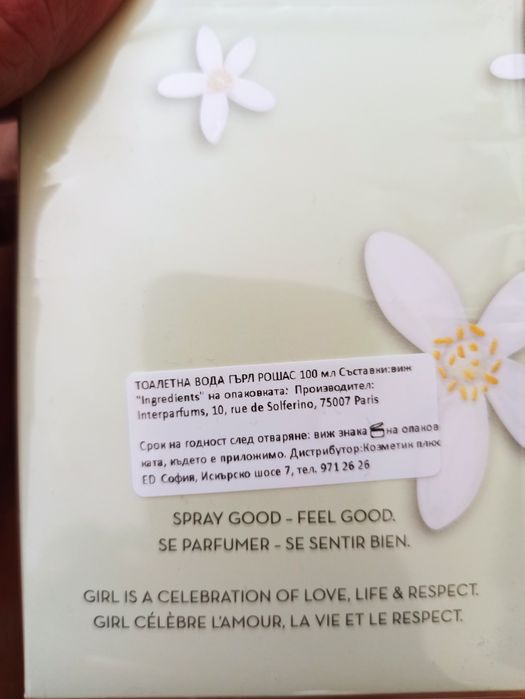 ТОАЛЕТНА ВОДА ГЪРЛ РОШАС 100 мл Съставки:виж
"Ingredients" на опаковката: Производител:
Interparfums, 10, rue de Solferino, 75007 Paris
Срок на годност след отваряне: виж знака на опаков
ката, където е приложимо. Дистрибутор:Козметик плюс
ED София, Искърско шосе 7, тел. 971 26 26
SPRAY GOOD – FEEL GOOD.
SE PARFUMER – SE SENTIR BIEN.
GIRL IS A CELEBRATION OF LOVE, LIFE & RESPECT.
GIRL CÉLÈBRE L'AMOUR, LA VIE ET LE RESPECT.